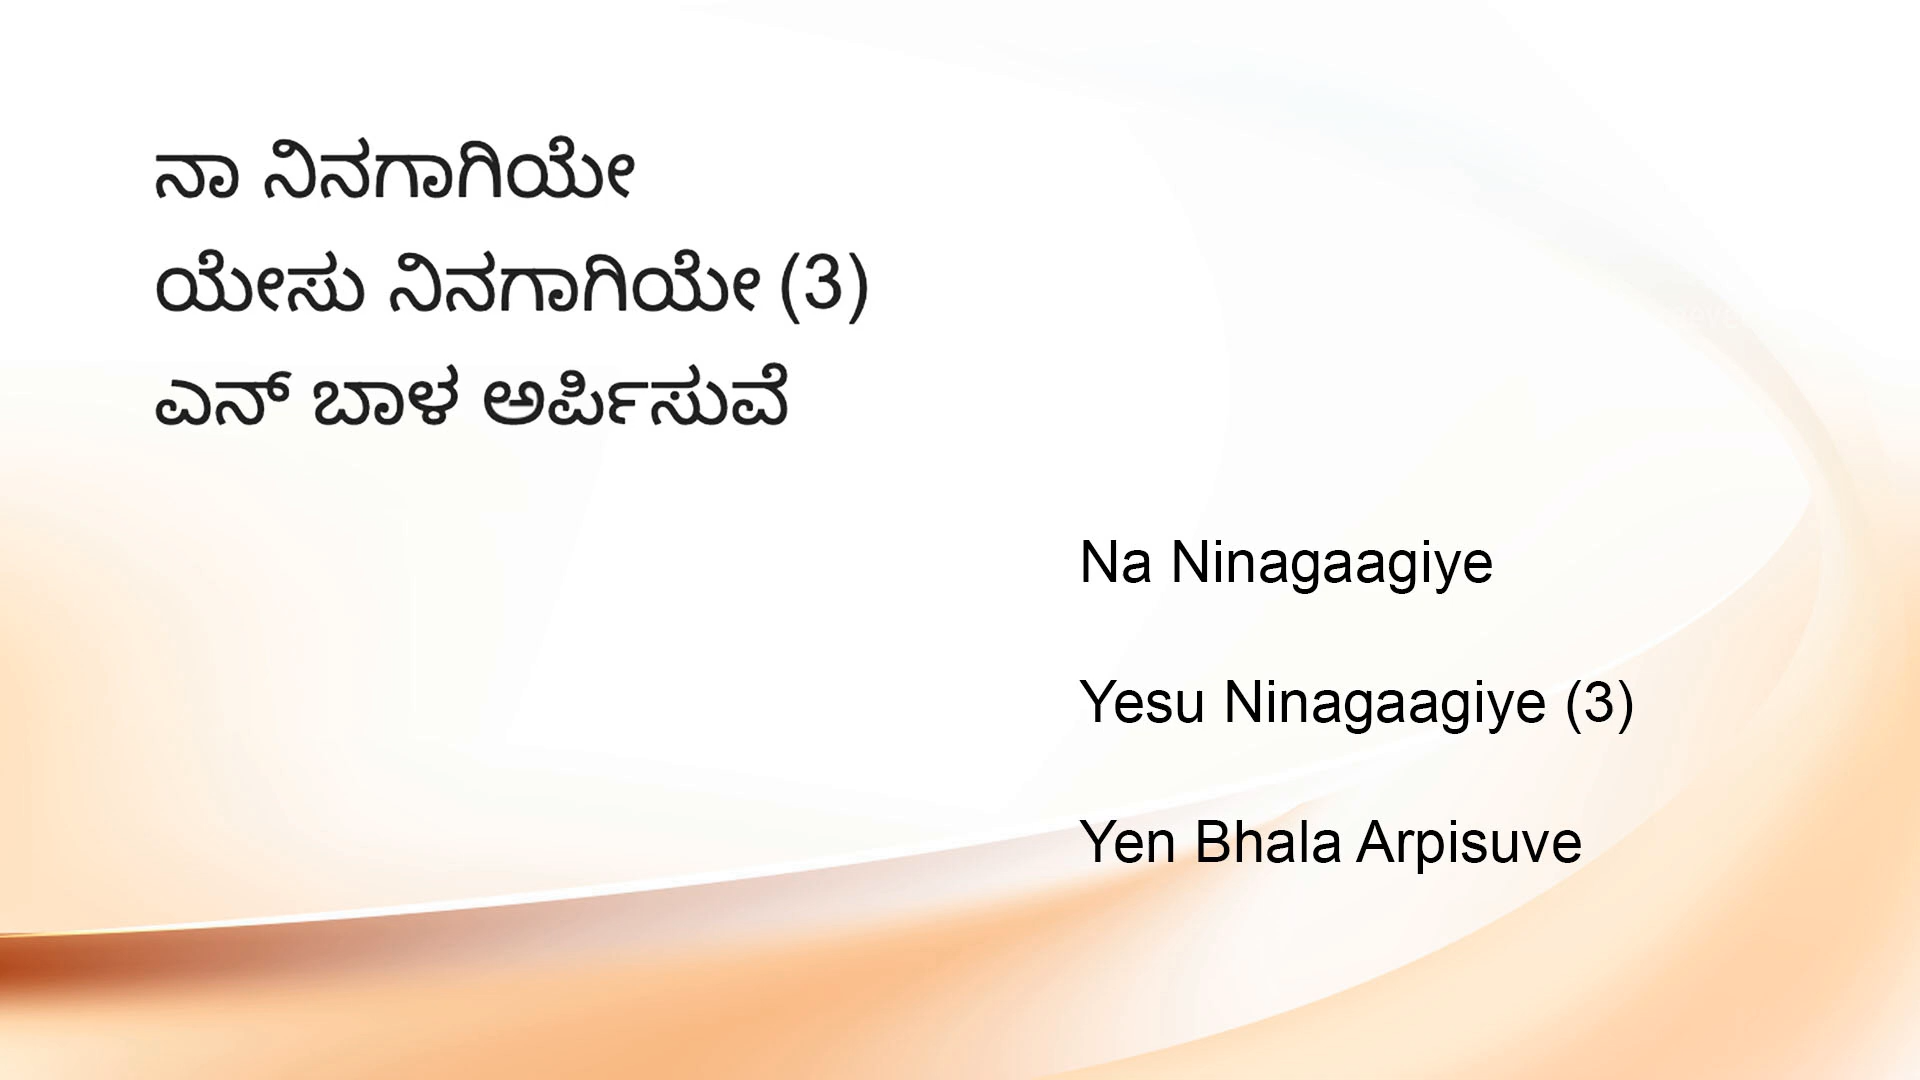 ನಾ ನಿನಗಾಗಿಯೇ
ಯೇಸು ನಿನಗಾಗಿಯೇ (3)
ಎನ್ ಬಾಳ ಅರ್ಪಿಸುವೆ
Na Ninagaagiye
Yesu Ninagaagiye (3)
Yen Bhala Arpisuve